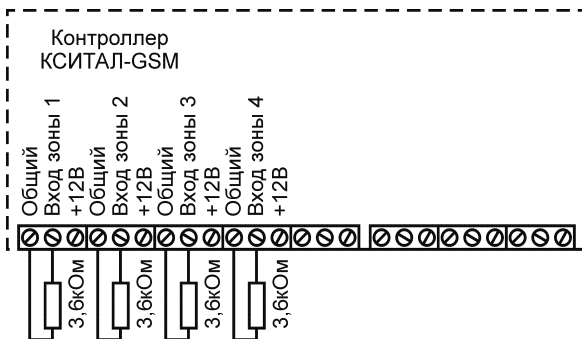 Контроллер
КСИТАЛ-GSM
Общий
Вход зоны 1
+12В
Общий
Вход зоны 2
+12В
Общий
Вход зоны 3
+12В
Общий
Вход зоны 4
+12В
3,6кОм
3,6кОм
3,6кОм
3,6кОм